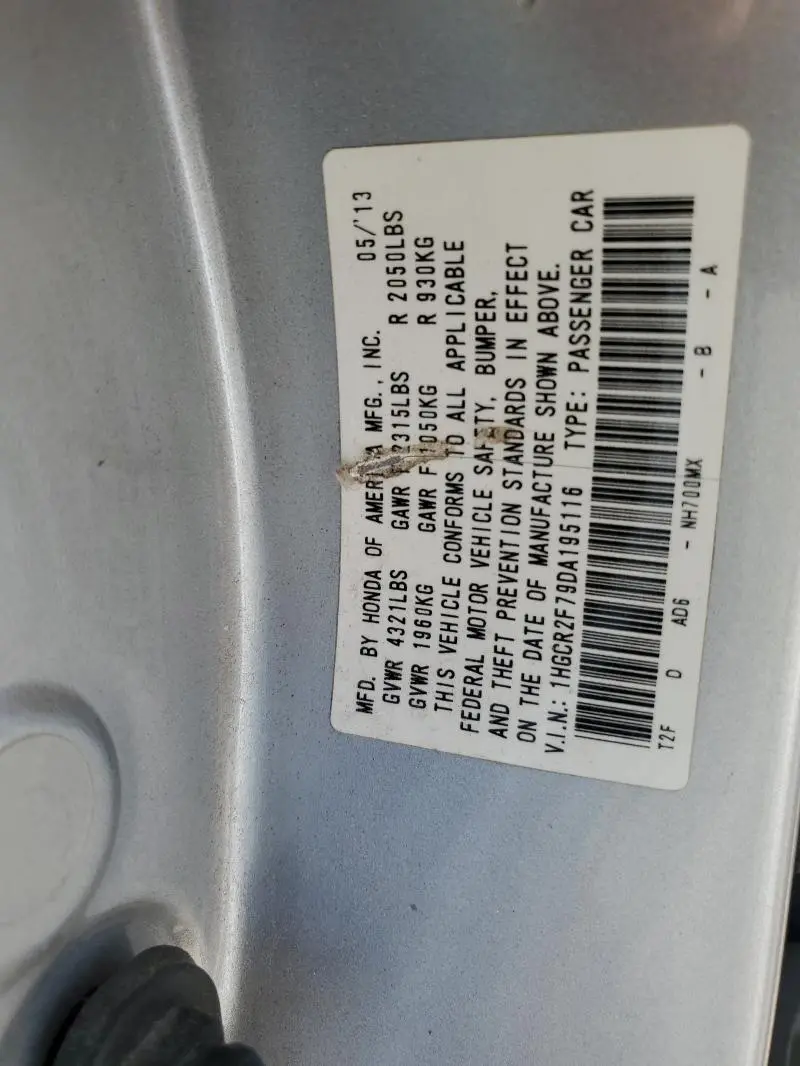 MFD. BY HONDA OF AMERICA MFG., INC. 05/'13
GVWR 4321LBS GAWR F 2315LBS R 2050LBS
GVWR 1960KG GAWR F 1050KG R 930KG
THIS VEHICLE CONFORMS TO ALL APPLICABLE
FEDERAL MOTOR VEHICLE SAFETY, BUMPER,
AND THEFT PREVENTION STANDARDS IN EFFECT
ON THE DATE OF MANUFACTURE SHOWN ABOVE.
V.I.N.: 1HGCR2F79DA195116 TYPE: PASSENGER CAR
T2F D AD6 - NH700MX - B - A